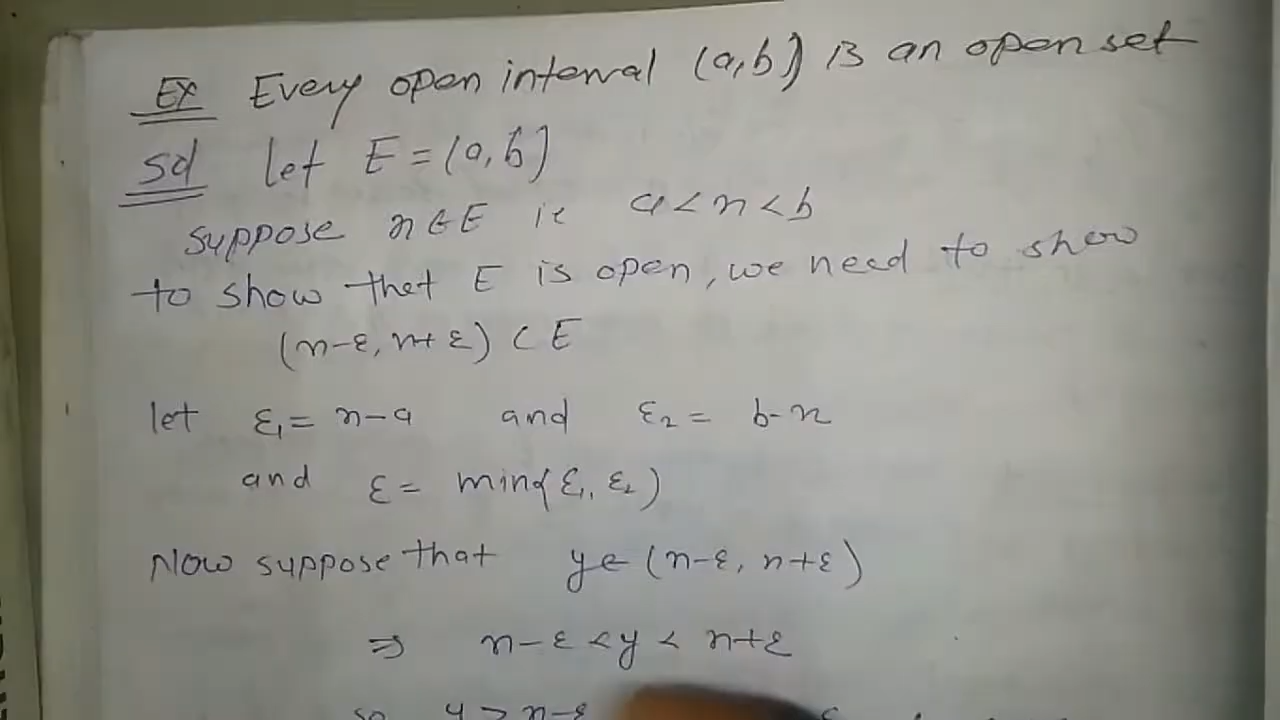 Ex Every open interval (a,b) is an open set
Sol let E = (a,b)
suppose x ∈ E ie a < x < b
to show that E is open, we need to show
(x-ε, x+ε) ⊂ E
let ε₁ = x-a and ε₂ = b-x
and ε = min{ε₁, ε₂)
Now suppose that y ∈ (x-ε, x+ε)
⇒ x-ε < y < x+ε
so y > x-ε